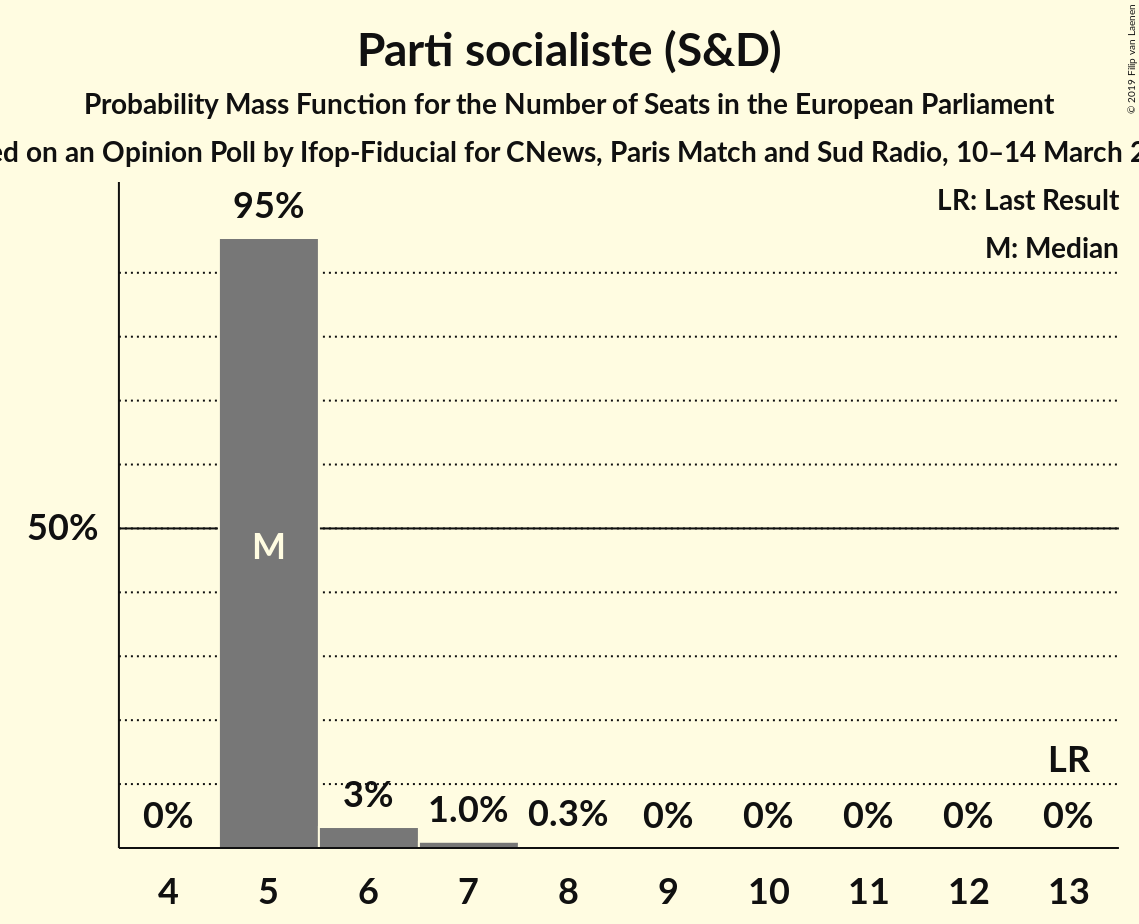 Parti socialiste (S&D)
Probability Mass Function for the Number of Seats in the European Parliament
on an Opinion Poll by Ifop-Fiducial for CNews, Paris Match and Sud Radio, 10–14 March
© 2019 Filip van Laenen
LR: Last Result
M: Median
95%
50%
M
LR
0%
3%
1.0%
0.3%
0%
0%
0%
0%
0%
4 5 6 7 8 9 10 11 12 13